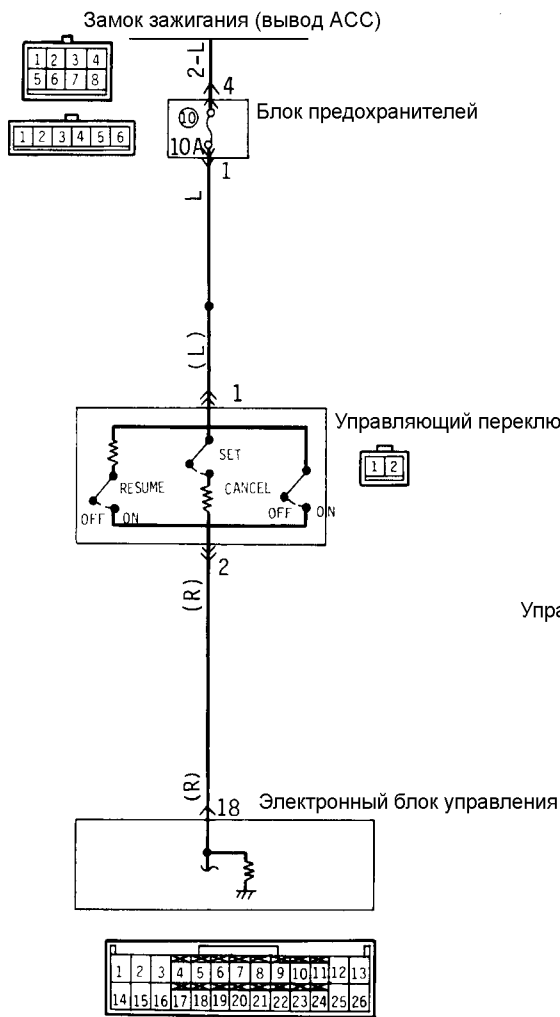 Замок зажигания (вывод АСС)
1 2 3 4
5 6 7 8
2-L
4
Блок предохранителей
10
10A
1 2 3 4 5 6
1
L
(L)
1
Управляющий переклю
SET
1 2
RESUME
CANCEL
OFF
ON
OFF
ON
2
(R)
Упра
(R)
18
Электронный блок управления
1 2 3 4 5 6 7 8 9 10 11 12 13
14 15 16 17 18 19 20 21 22 23 24 25 26